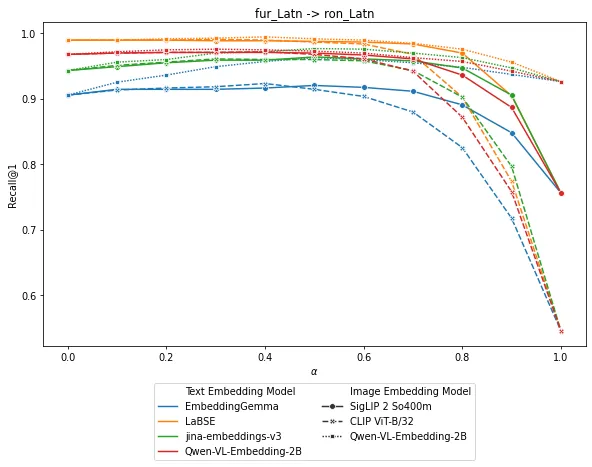 fur_Latn -> ron_Latn
Recall@1
1.0
0.9
0.8
0.7
0.6
0.0 0.2 0.4 0.6 0.8 1.0
α
Text Embedding Model Image Embedding Model
EmbeddingGemma SigLIP 2 So400m
LaBSE CLIP ViT-B/32
jina-embeddings-v3 Qwen-VL-Embedding-2B
Qwen-VL-Embedding-2B